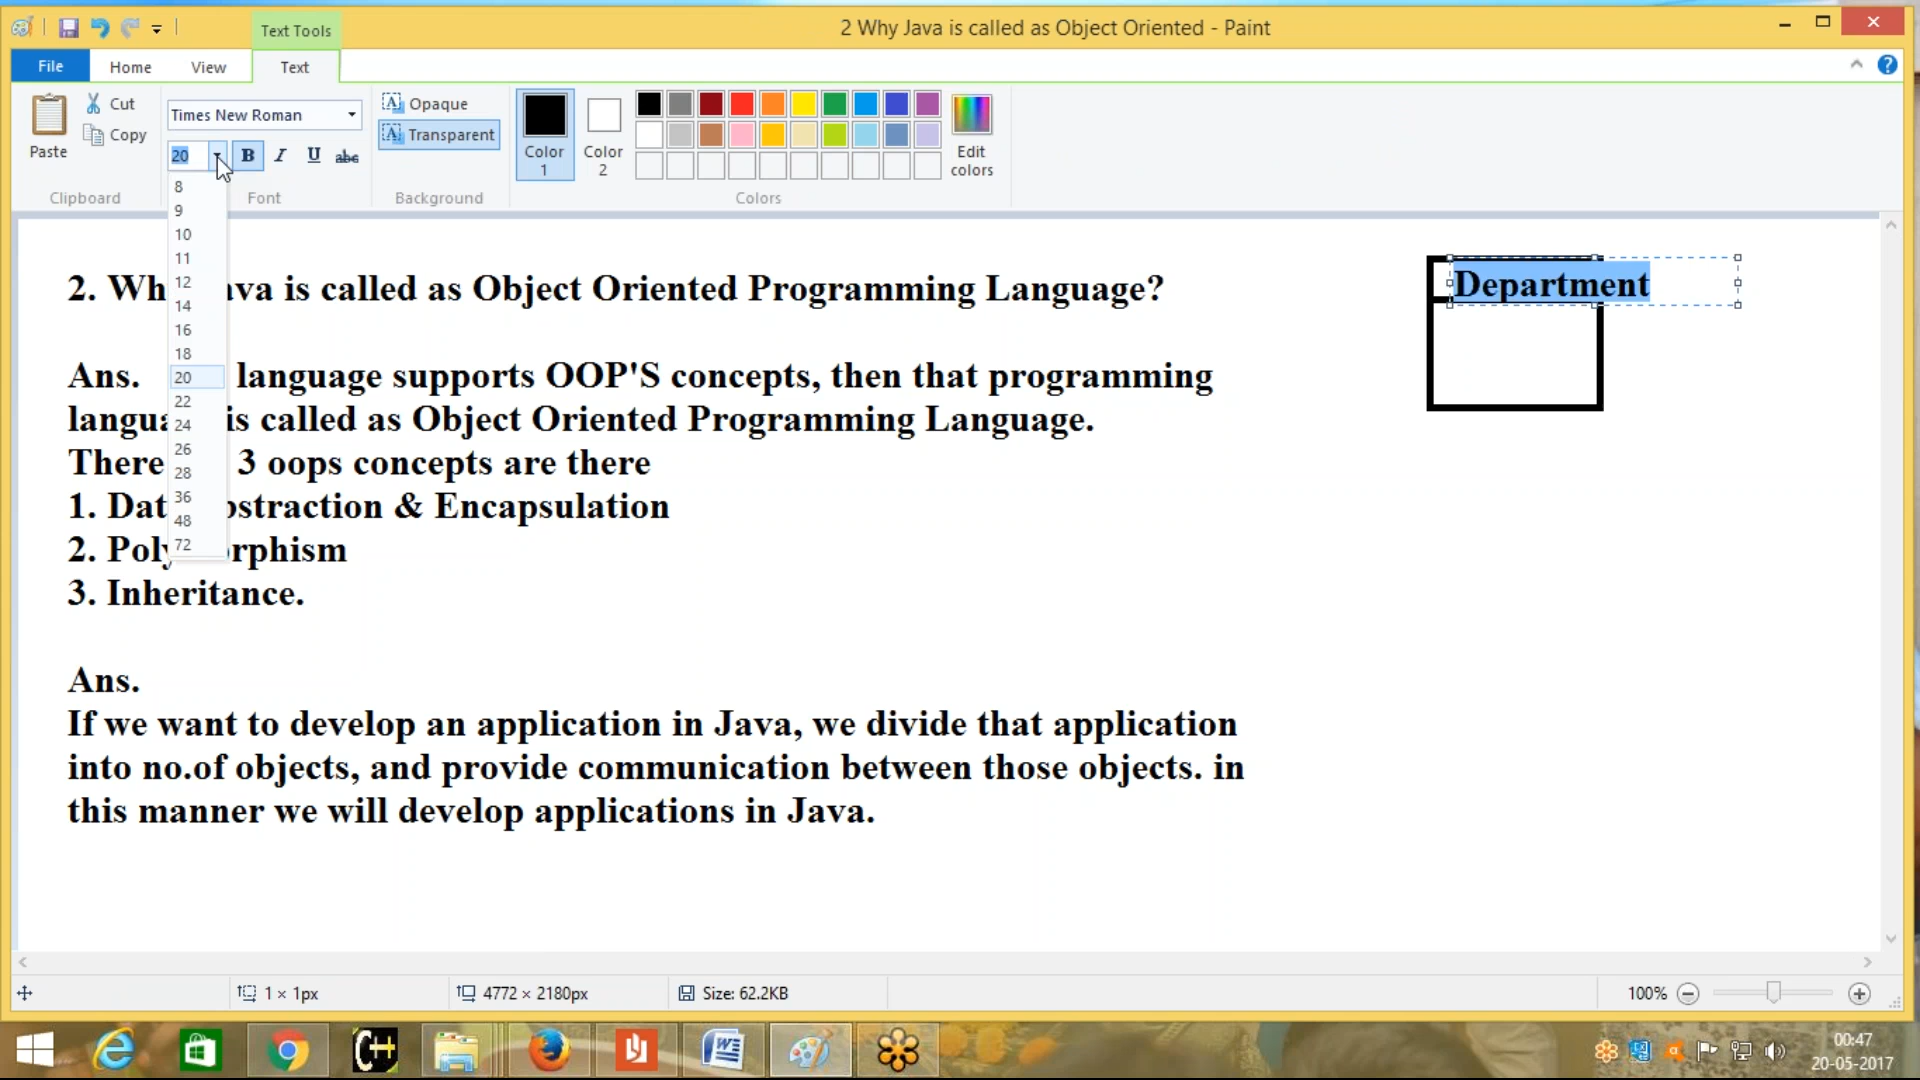 2 Why Java is called as Object Oriented - Paint
Text Tools
File
Home
View
Text
Paste
Cut
Copy
Clipboard
Times New Roman
20
B
I
U
abc
Font
Opaque
Transparent
Background
Color 1
Color 2
Edit colors
Colors
8
9
10
11
12
14
16
18
20
22
24
26
28
36
48
72
2. Wh ava is called as Object Oriented Programming Language?
Ans. language supports OOP'S concepts, then that programming
langua is called as Object Oriented Programming Language.
There 3 oops concepts are there
1. Dat bstraction & Encapsulation
2. Poly orphism
3. Inheritance.
Ans.
If we want to develop an application in Java, we divide that application
into no.of objects, and provide communication between those objects. in
this manner we will develop applications in Java.
Department
1 × 1px
4772 × 2180px
Size: 62.2KB
100%
C++
00:47
20-05-2017